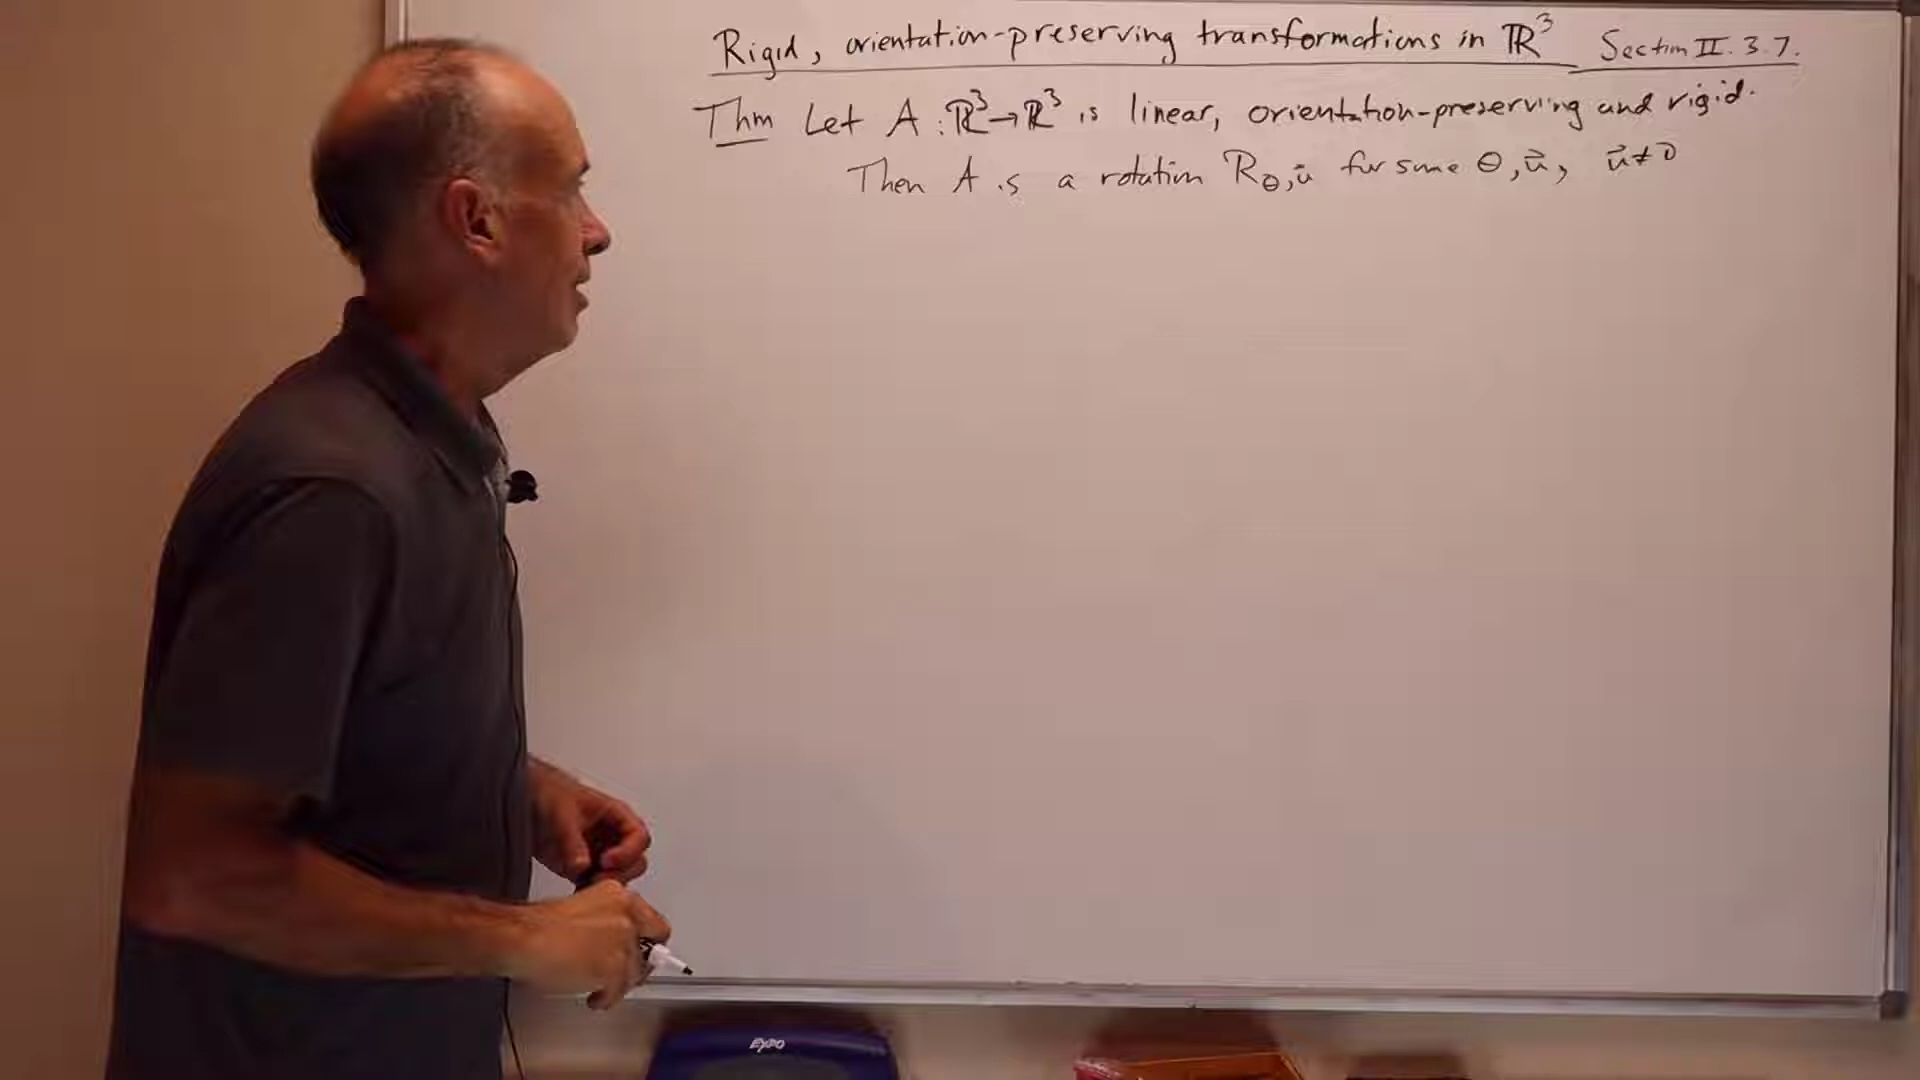 Rigid, orientation-preserving transformations in ℝ³ Section II.3.7.
Thm Let A : ℝ³→ℝ³ is linear, orientation-preserving and rigid.
Then A is a rotation R_θ,u⃗ for some θ, u⃗, u⃗≠0
EXPO